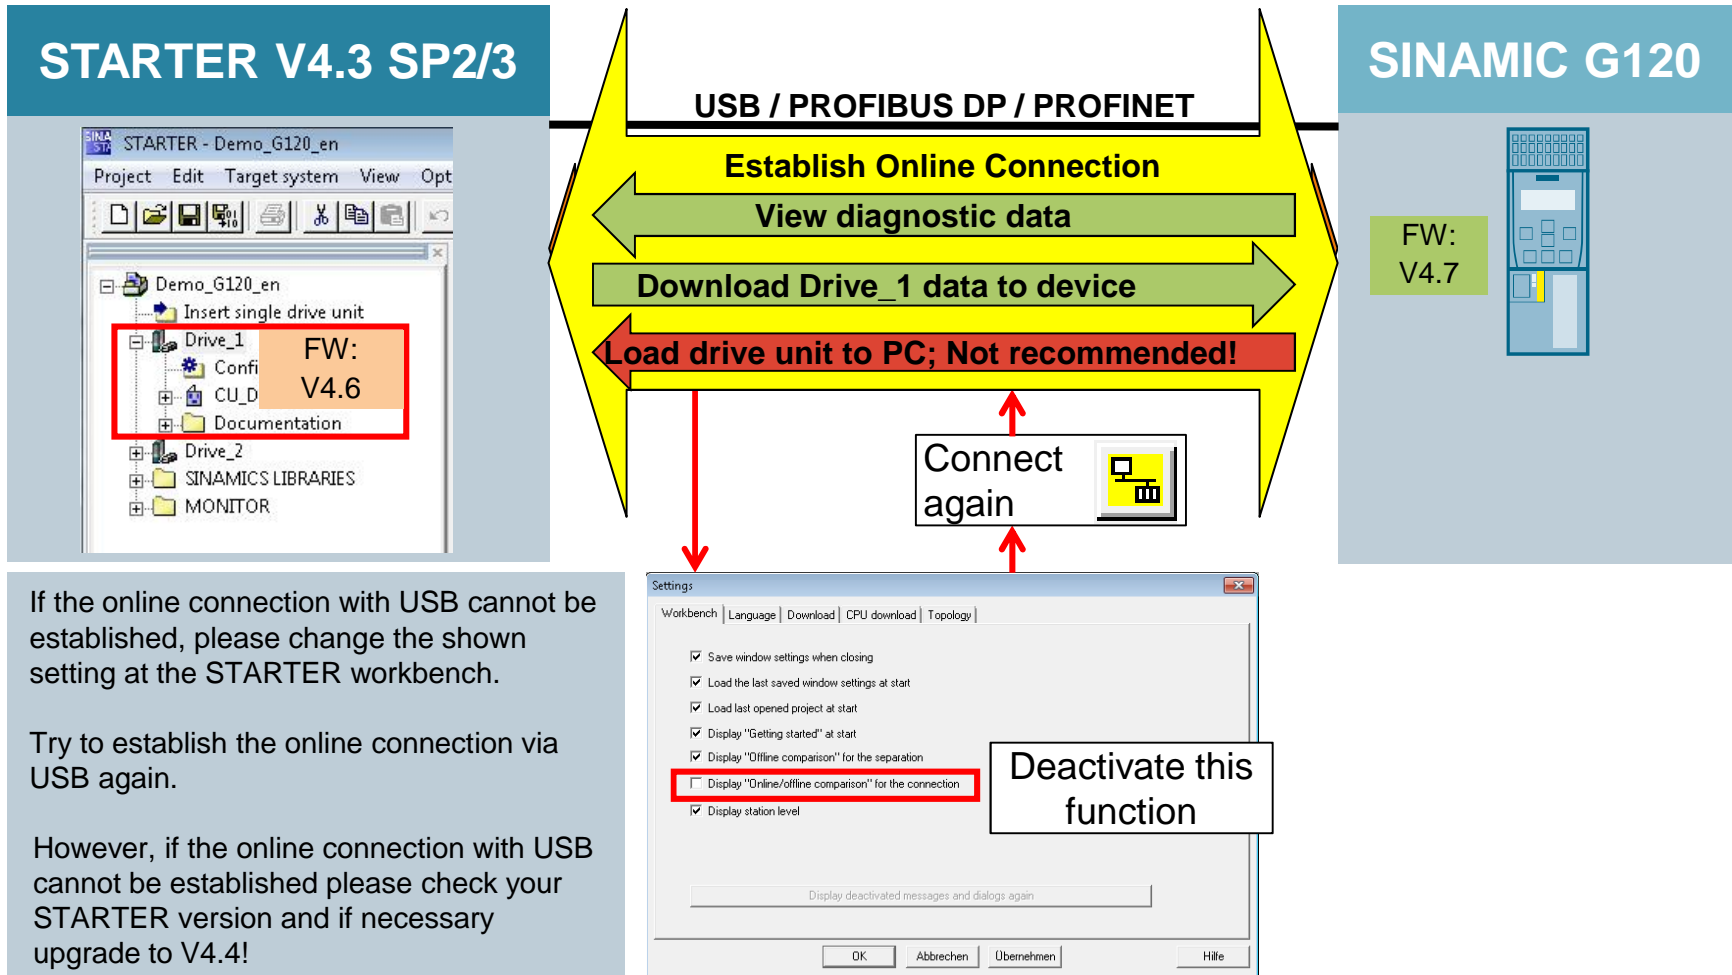 STARTER V4.3 SP2/3
STARTER - Demo_G120_en
Project Edit Target system View Opt
Demo_G120_en
Insert single drive unit
Drive_1
Confi
CU_D
Documentation
FW:
V4.6
Drive_2
SINAMICS LIBRARIES
MONITOR
USB / PROFIBUS DP / PROFINET
Establish Online Connection
View diagnostic data
Download Drive_1 data to device
Load drive unit to PC; Not recommended!
Connect
again
SINAMIC G120
FW:
V4.7
If the online connection with USB cannot be
established, please change the shown
setting at the STARTER workbench.
Try to establish the online connection via
USB again.
However, if the online connection with USB
cannot be established please check your
STARTER version and if necessary
upgrade to V4.4!
Settings
Workbench Language Download CPU download Topology
Save window settings when closing
Load the last saved window settings at start
Load last opened project at start
Display "Getting started" at start
Display "Offline comparison" for the separation
Display "Online/offline comparison" for the connection
Display station level
Deactivate this
function
Display deactivated messages and dialogs again
OK Abbrechen Übernehmen Hilfe